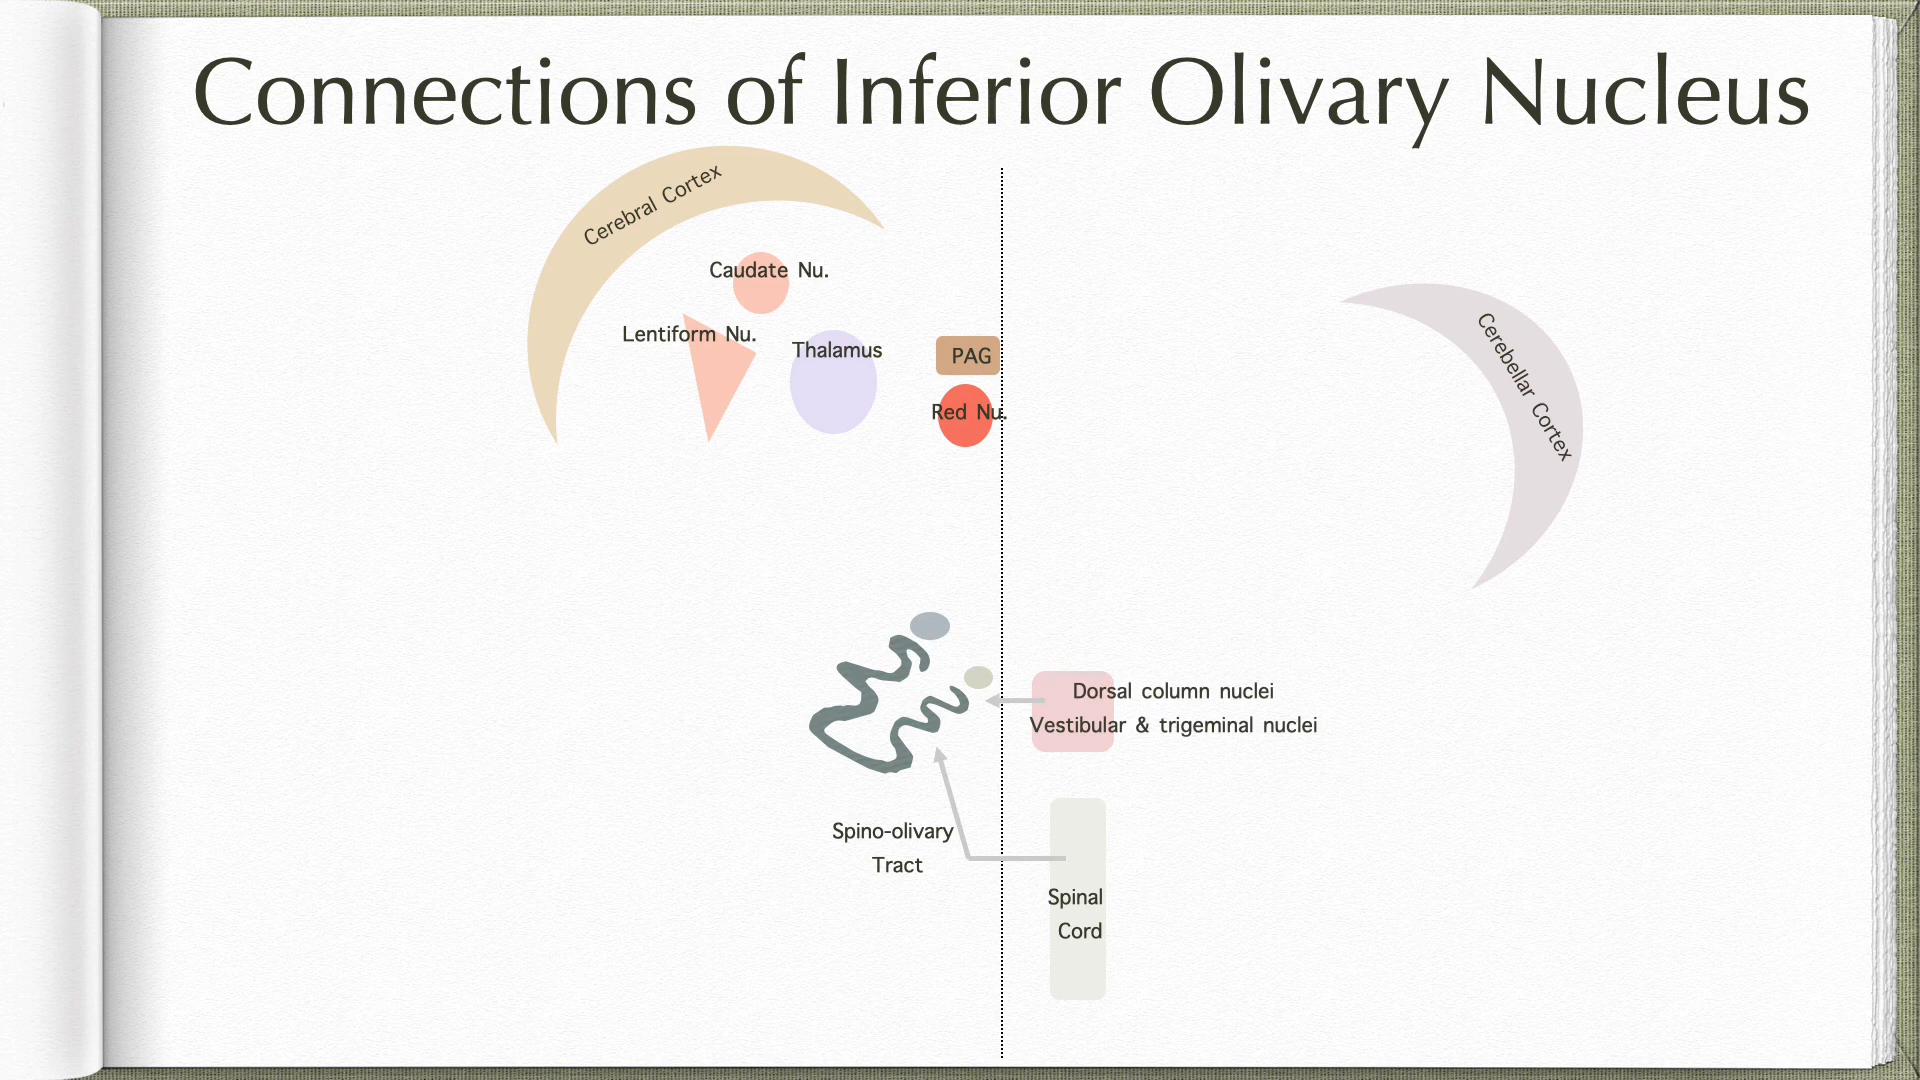 Connections of Inferior Olivary Nucleus
Cerebral Cortex
Caudate Nu.
Lentiform Nu.
Thalamus
PAG
Red Nu.
Cerebellar Cortex
Dorsal column nuclei
Vestibular & trigeminal nuclei
Spino-olivary
Tract
Spinal
Cord